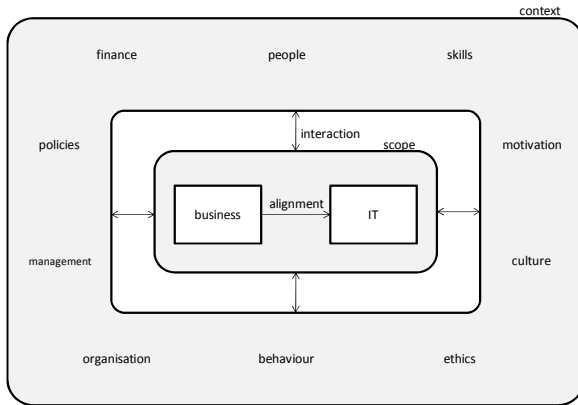 context
finance
people
skills
interaction
policies
scope
motivation
alignment
business
IT
management
culture
organisation
behaviour
ethics